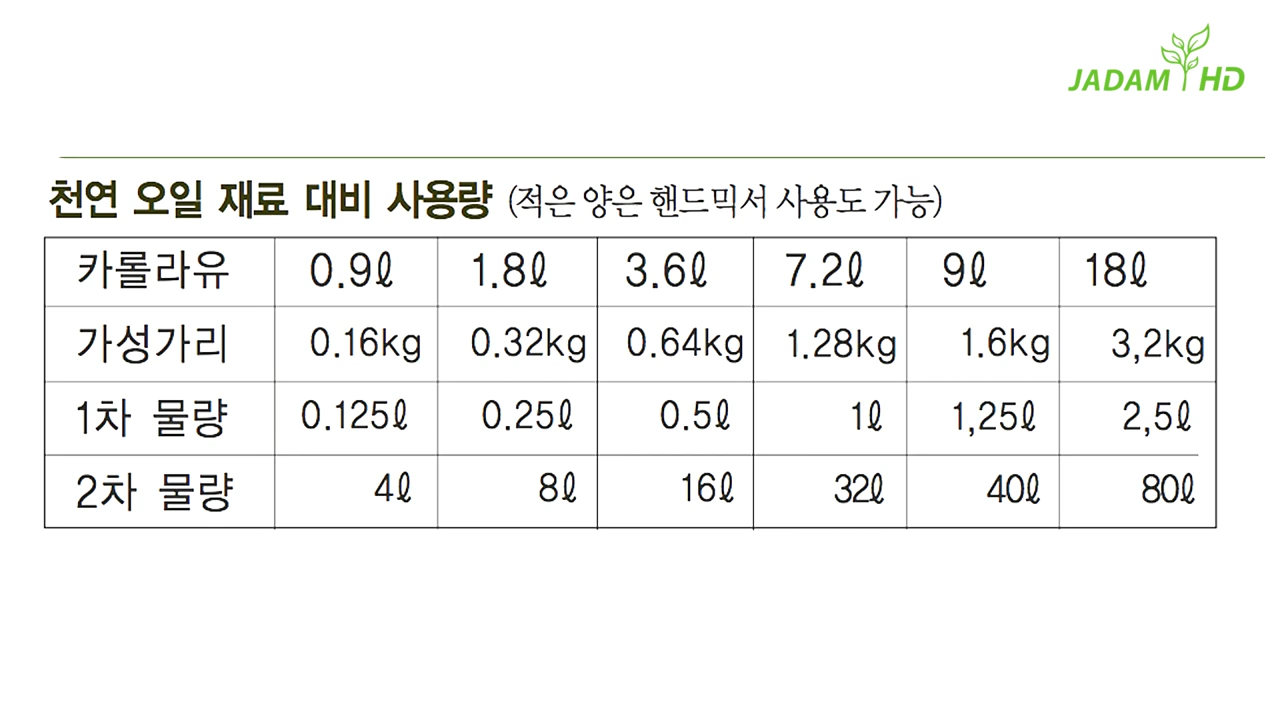 JADAM HD
천연 오일 재료 대비 사용량 (적은 양은 핸드믹서 사용도 가능)
카롤라유 0.9ℓ 1.8ℓ 3.6ℓ 7.2ℓ 9ℓ 18ℓ
가성가리 0.16kg 0.32kg 0.64kg 1.28kg 1.6kg 3,2kg
1차 물량 0.125ℓ 0.25ℓ 0.5ℓ 1ℓ 1,25ℓ 2,5ℓ
2차 물량 4ℓ 8ℓ 16ℓ 32ℓ 40ℓ 80ℓ